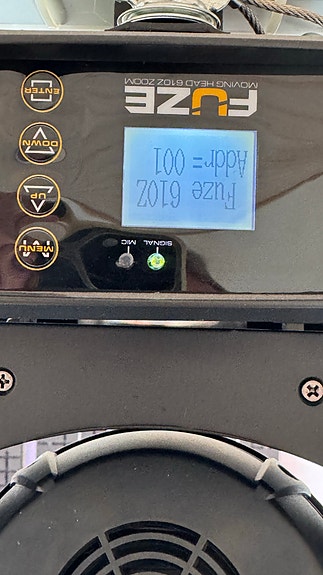 FUZE
MOVING HEAD 610Z ZOOM
Fuze 610Z
Addr= 001
SIGNAL
MIC
MENU
UP
DOWN
ENTER